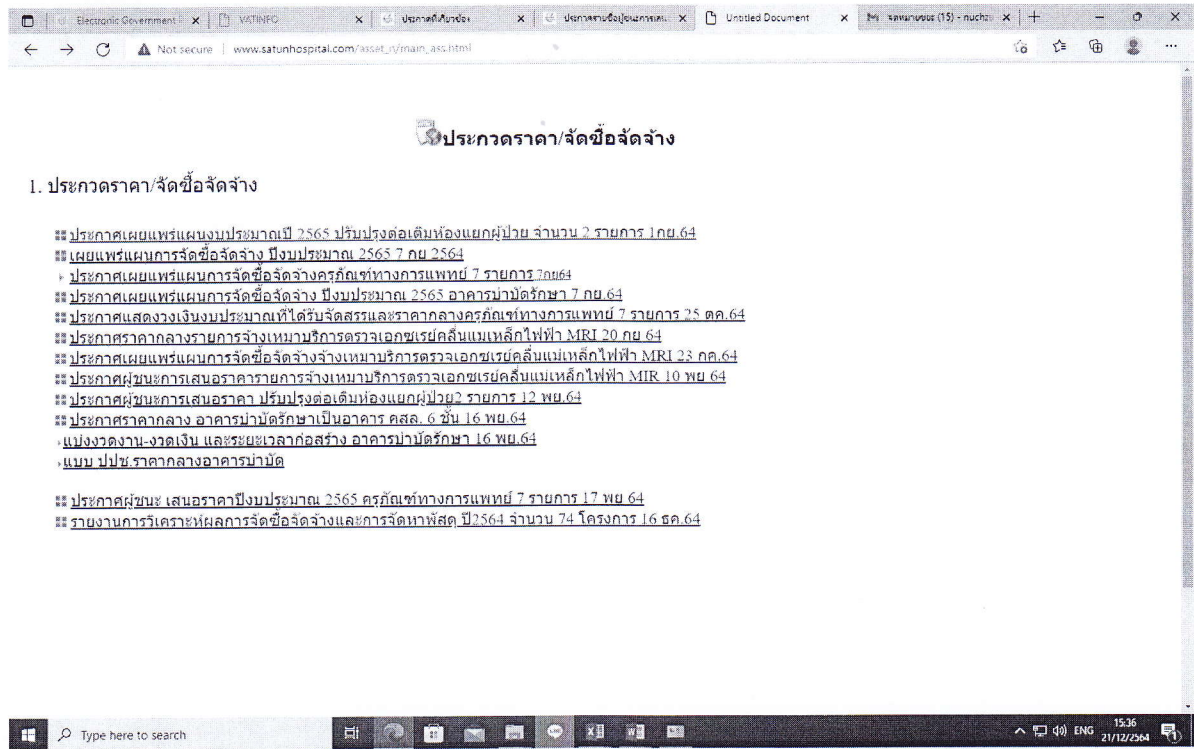 Electronic Government
VATINFO
Untitled Document
(15) - nuchz
Not secure
www.satunhospital.com/asset_n/main_ass.html
ประกวดราคา/จัดซื้อจัดจ้าง
1. ประกวดราคา/จัดซื้อจัดจ้าง
ประกาศเผยแพร่แผนงบประมาณปี 2565 ปรับปรุงต่อเติมห้องแยกผู้ป่วย จำนวน 2 รายการ 1กย.64
เผยแพร่แผนการจัดซื้อจัดจ้าง ปีงบประมาณ 2565 7 กย 2564
ประกาศเผยแพร่แผนการจัดซื้อจัดจ้างครุภัณฑ์ทางการแพทย์ 7 รายการ 7กย64
ประกาศเผยแพร่แผนการจัดซื้อจัดจ้าง ปีงบประมาณ 2565 อาคารบำบัดรักษา 7 กย.64
ประกาศแสดงวงเงินงบประมาณที่ได้รับจัดสรรและราคากลางครุภัณฑ์ทางการแพทย์ 7 รายการ 25 ตค.64
ประกาศราคากลางรายการจ้างเหมาบริการตรวจเอกซเรย์คลื่นแม่เหล็กไฟฟ้า MRI 20 กย 64
ประกาศเผยแพร่แผนการจัดซื้อจัดจ้างจ้างเหมาบริการตรวจเอกซเรย์คลื่นแม่เหล็กไฟฟ้า MRI 23 กค.64
ประกาศผู้ชนะการเสนอราคารายการจ้างเหมาบริการตรวจเอกซเรย์คลื่นแม่เหล็กไฟฟ้า MIR 10 พย 64
ประกาศผู้ชนะการเสนอราคา ปรับปรุงต่อเติมห้องแยกผู้ป่วย2 รายการ 12 พย.64
ประกาศราคากลาง อาคารบำบัดรักษาเป็นอาคาร คสล. 6 ชั้น 16 พย.64
แบ่งงวดงาน-งวดเงิน และระยะเวลาก่อสร้าง อาคารบำบัดรักษา 16 พย.64
แบบ ปปช.ราคากลางอาคารบำบัด
ประกาศผู้ชนะ เสนอราคาปีงบประมาณ 2565 ครุภัณฑ์ทางการแพทย์ 7 รายการ 17 พย 64
รายงานการวิเคราะห์ผลการจัดซื้อจัดจ้างและการจัดหาพัสดุ ปี2564 จำนวน 74 โครงการ 16 ธค.64
Type here to search
ENG
15:36
21/12/2564